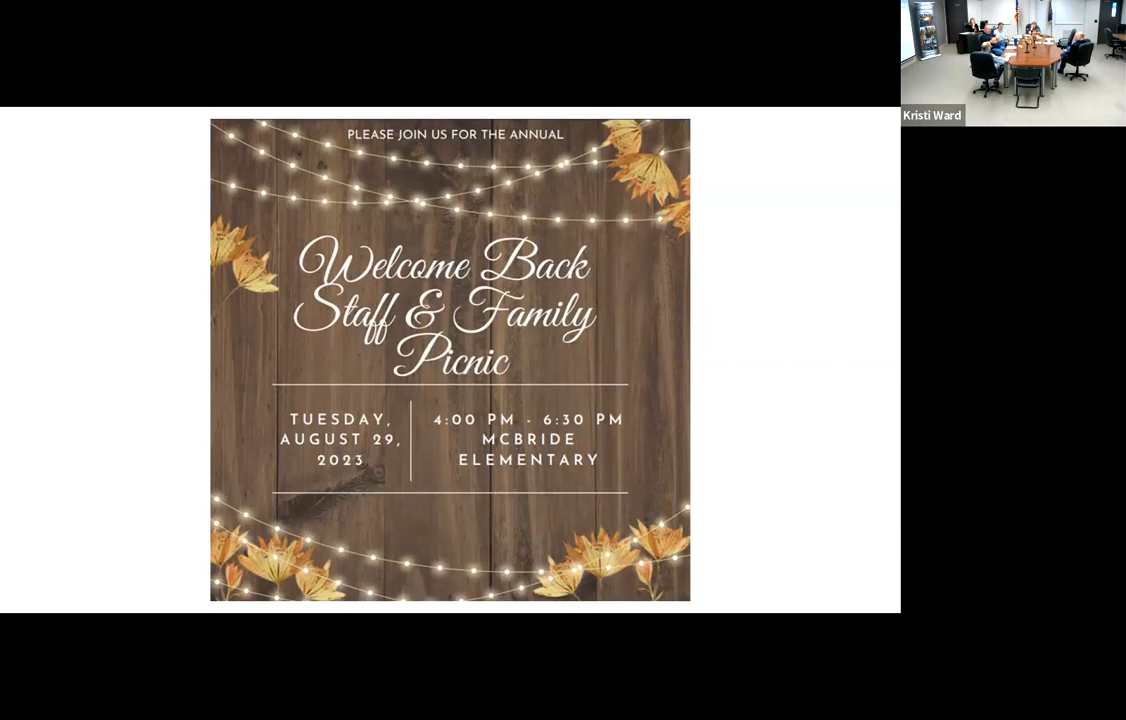 PLEASE JOIN US FOR THE ANNUAL
Welcome Back
Staff & Family
Picnic
TUESDAY,
AUGUST 29,
2023
4:00 PM - 6:30 PM
MCBRIDE
ELEMENTARY
Kristi Ward